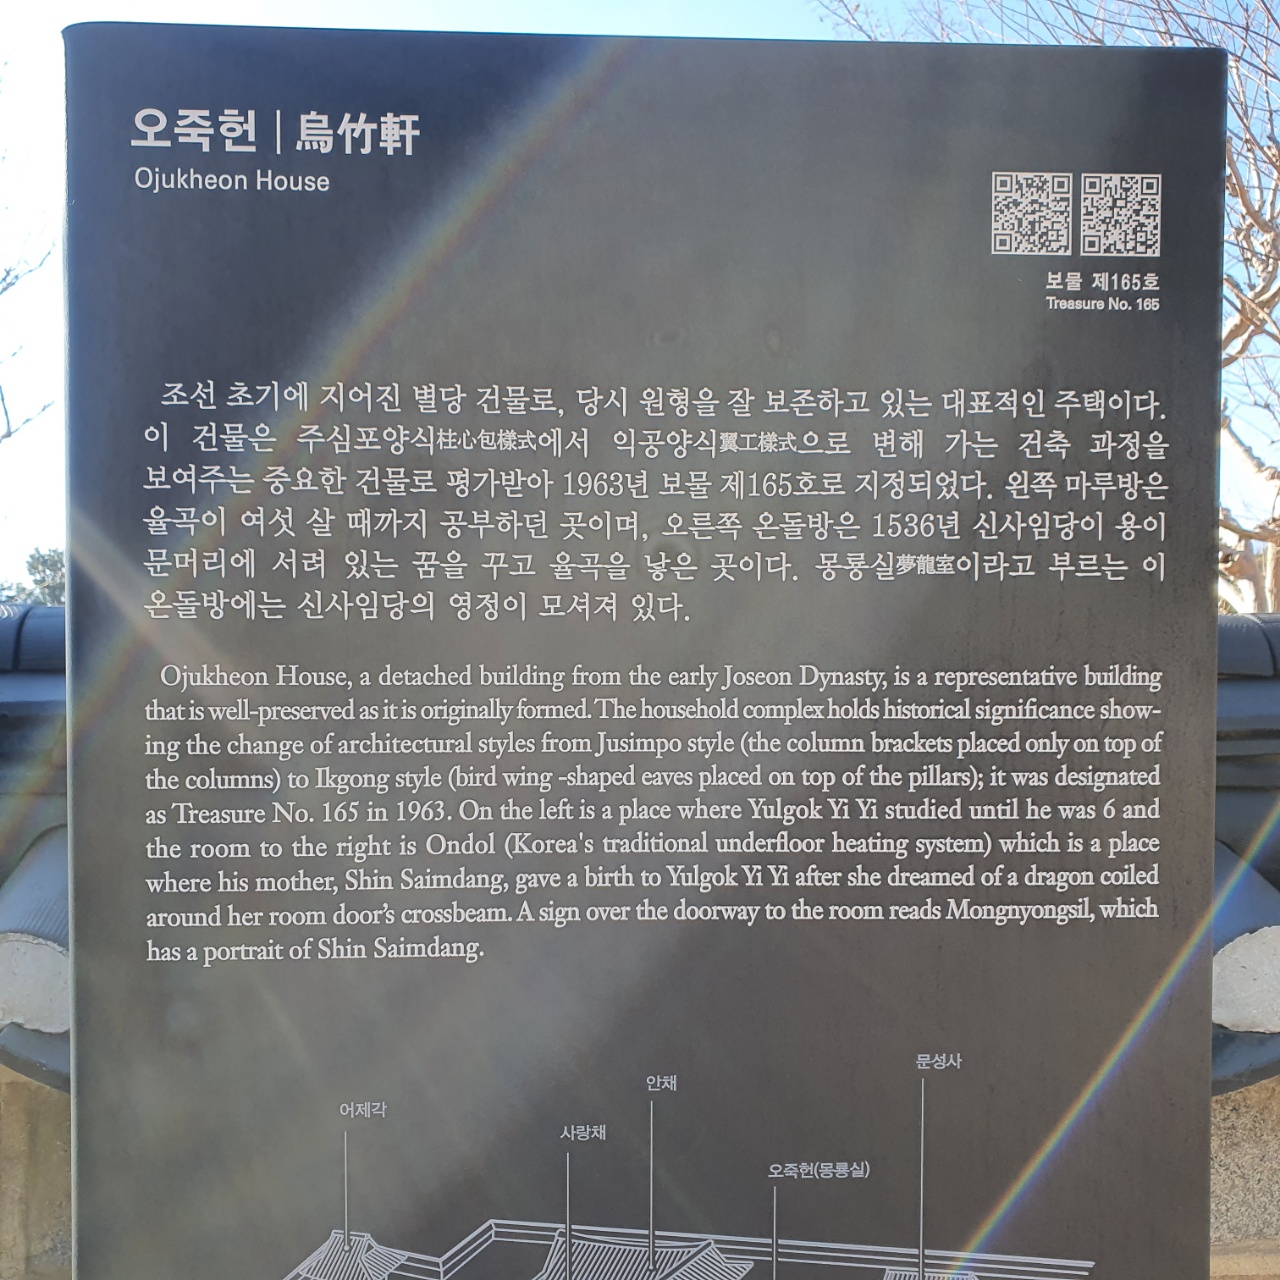 오죽헌 | 烏竹軒
Ojukheon House
보물 제165호
Treasure No. 165
조선 초기에 지어진 별당 건물로, 당시 원형을 잘 보존하고 있는 대표적인 주택이다.
이 건물은 주심포양식柱心包樣式에서 익공양식翼工樣式으로 변해 가는 건축 과정을
보여주는 중요한 건물로 평가받아 1963년 보물 제165호로 지정되었다. 왼쪽 마루방은
율곡이 여섯 살 때까지 공부하던 곳이며, 오른쪽 온돌방은 1536년 신사임당이 용이
문머리에 서려 있는 꿈을 꾸고 율곡을 낳은 곳이다. 몽룡실夢龍室이라고 부르는 이
온돌방에는 신사임당의 영정이 모셔져 있다.
Ojukheon House, a detached building from the early Joseon Dynasty, is a representative building
that is well-preserved as it is originally formed. The household complex holds historical significance show-
ing the change of architectural styles from Jusimpo style (the column brackets placed only on top of
the columns) to Ikgong style (bird wing -shaped eaves placed on top of the pillars); it was designated
as Treasure No. 165 in 1963. On the left is a place where Yulgok Yi Yi studied until he was 6 and
the room to the right is Ondol (Korea's traditional underfloor heating system) which is a place
where his mother, Shin Saimdang, gave a birth to Yulgok Yi Yi after she dreamed of a dragon coiled
around her room door’s crossbeam. A sign over the doorway to the room reads Mongnyongsil, which
has a portrait of Shin Saimdang.
문성사
안채
어제각
사랑채
오죽헌(몽룡실)